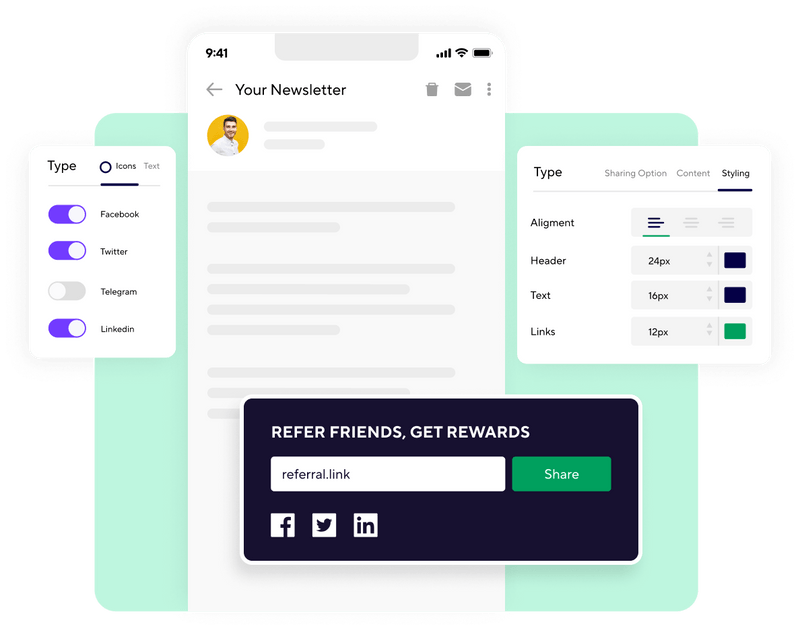 9:41
Your Newsletter
Type
Icons
Text
Facebook
Twitter
Telegram
Linkedin
Type
Sharing Option
Content
Styling
Aligment
Header
24px
Text
16px
Links
12px
REFER FRIENDS, GET REWARDS
referral.link
Share